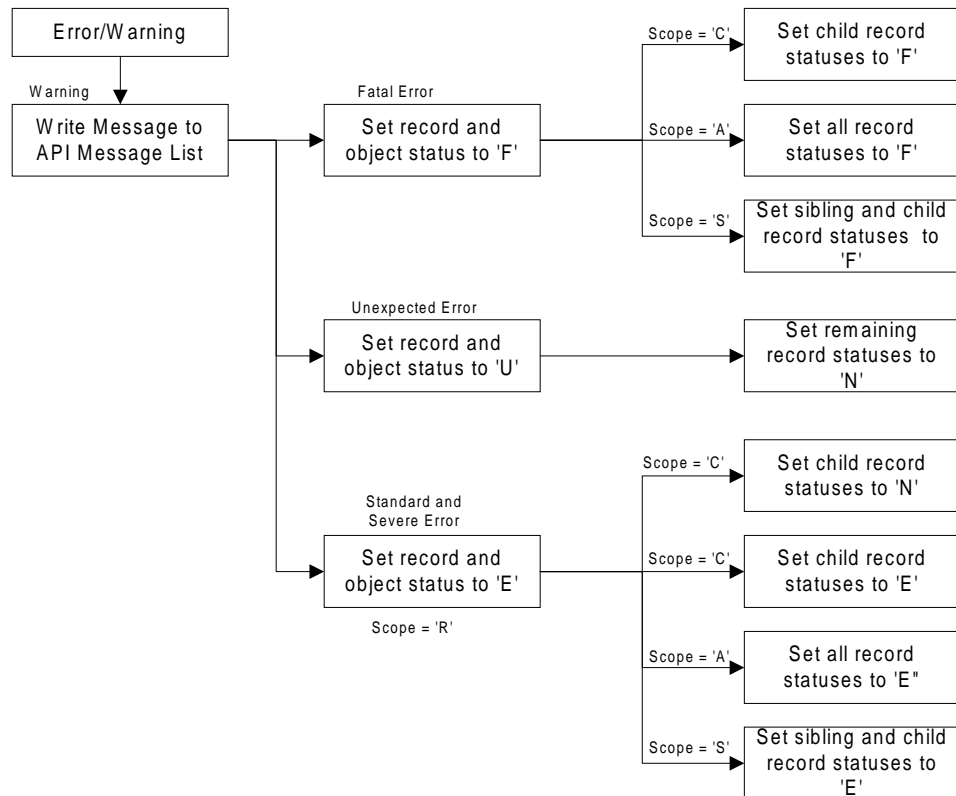 Error/Warning
Warning
Write Message to
API Message List
Fatal Error
Set record and
object status to 'F'
Scope = 'C'
Set child record
statuses to 'F'
Scope = 'A'
Set all record
statuses to 'F'
Scope = 'S'
Set sibling and child
record statuses to
'F'
Unexpected Error
Set record and
object status to 'U'
Set remaining
record statuses to
'N'
Standard and
Severe Error
Set record and
object status to 'E'
Scope = 'R'
Scope = 'C'
Set child record
statuses to 'N'
Scope = 'C'
Set child record
statuses to 'E'
Scope = 'A'
Set all record
statuses to 'E"
Scope = 'S'
Set sibling and child
record statuses to
'E'